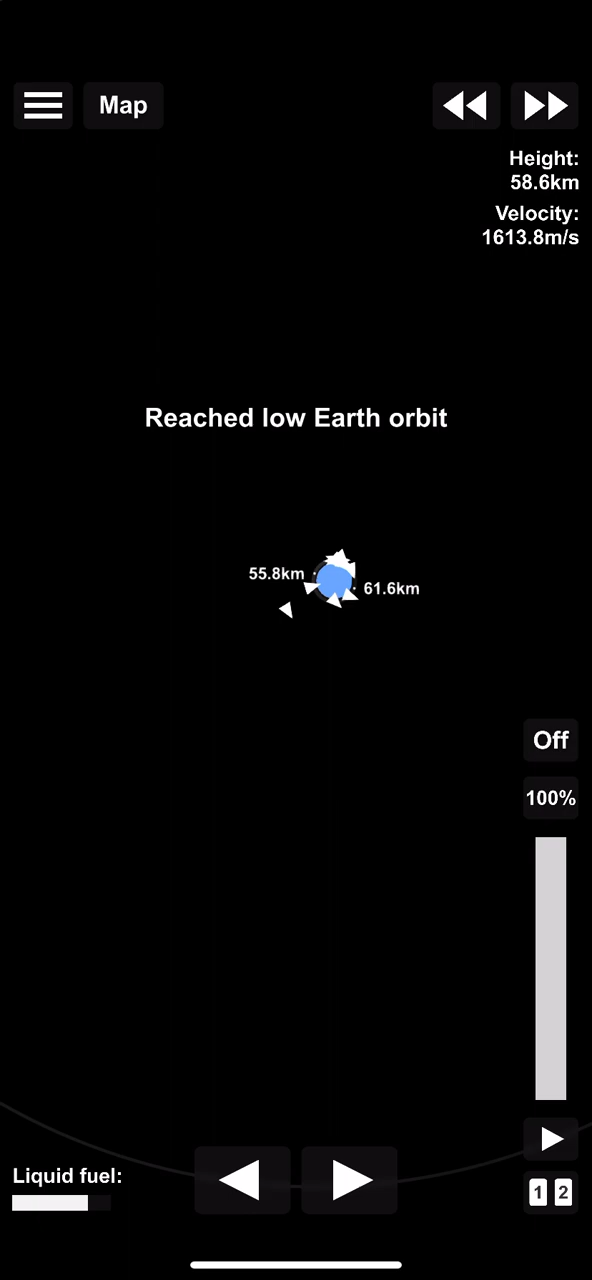 Map
Height:
58.6km
Velocity:
1613.8m/s
Reached low Earth orbit
55.8km
61.6km
Off
100%
Liquid fuel:
1 2